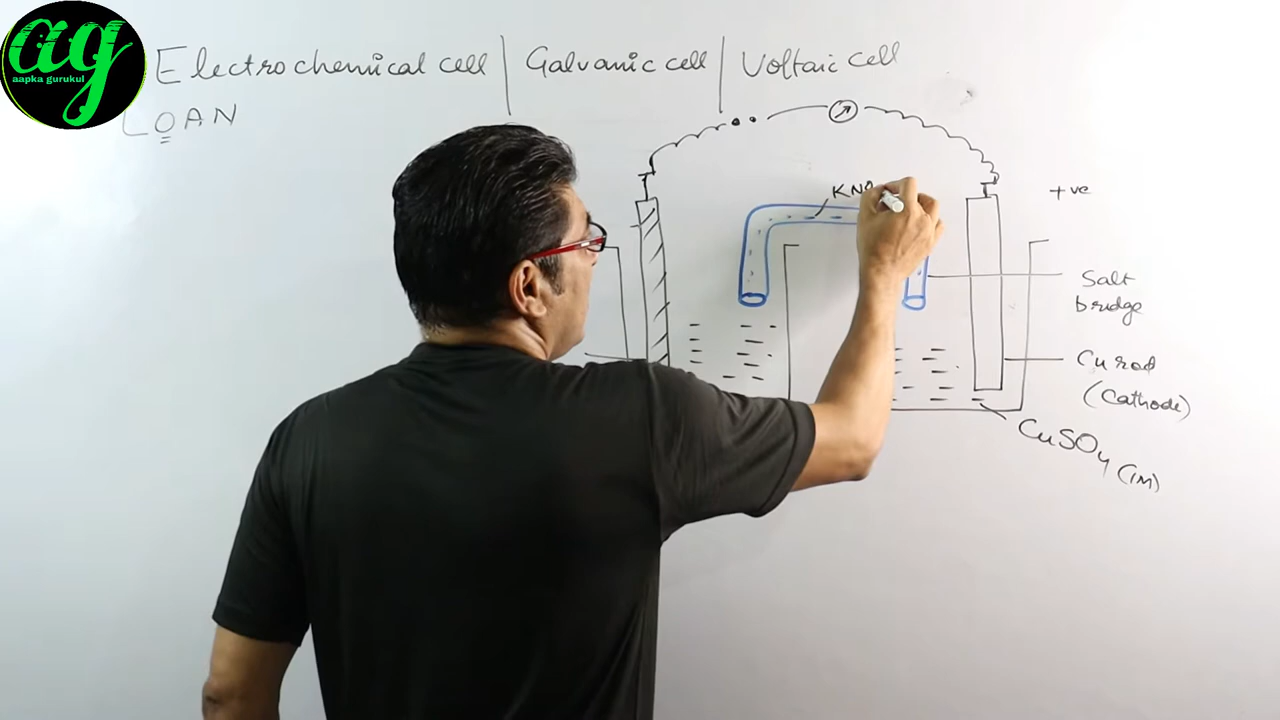 ag
aapka gurukul
Electrochemical cell | Galvanic cell | Voltaic cell
LOAN
KNO
+ve
Salt
bridge
Cu rod
(Cathode)
CuSO4 (1M)